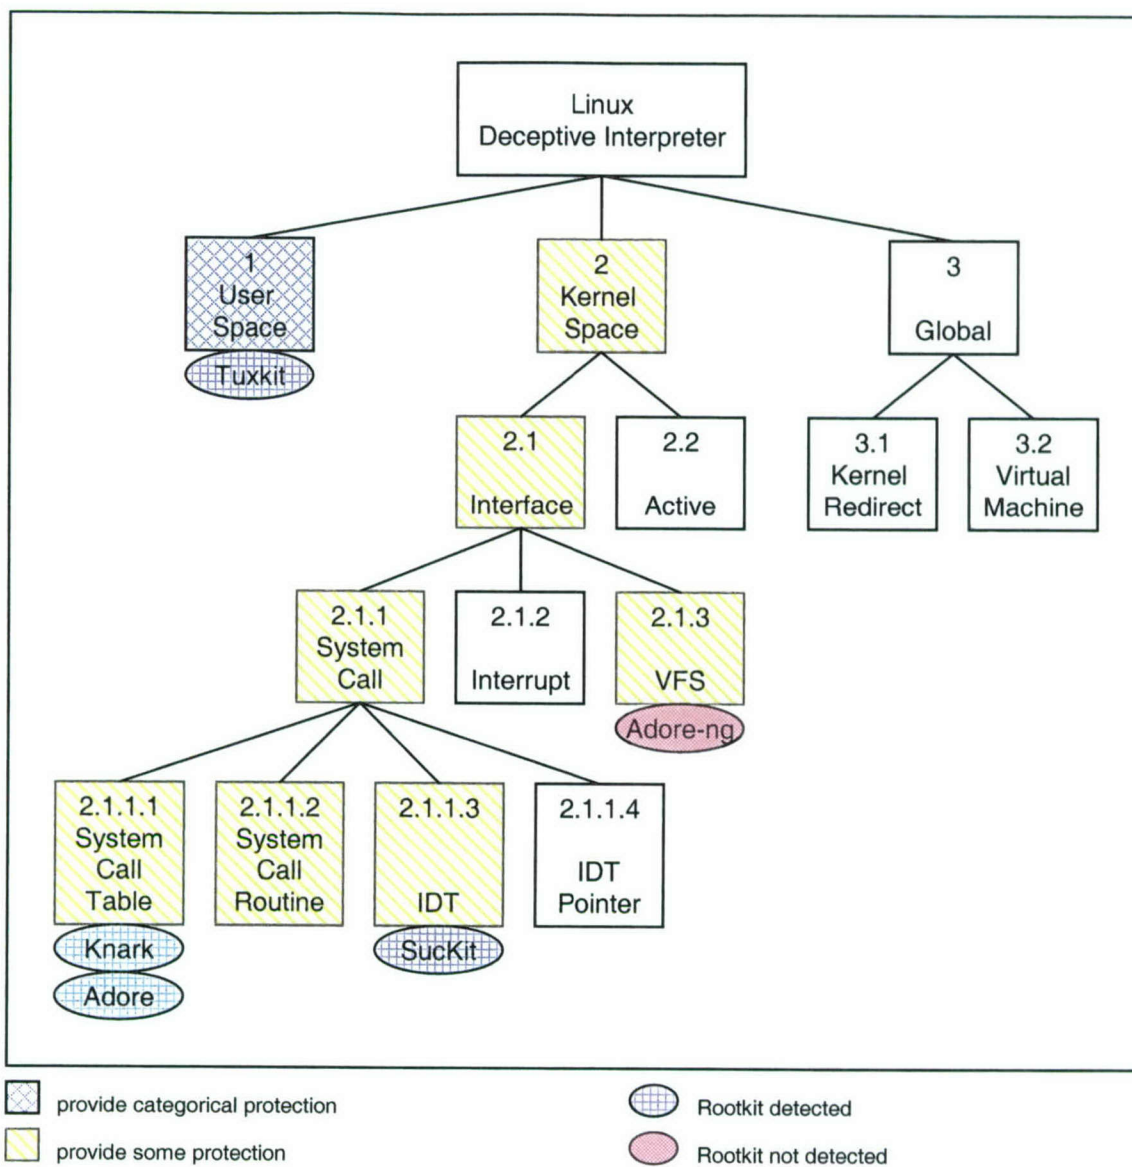 Linux
Deceptive Interpreter
1
User
Space
Tuxkit
2
Kernel
Space
3
Global
2.1
Interface
2.2
Active
3.1
Kernel
Redirect
3.2
Virtual
Machine
2.1.1
System
Call
2.1.2
Interrupt
2.1.3
VFS
Adore-ng
2.1.1.1
System
Call
Table
Knark
Adore
2.1.1.2
System
Call
Routine
2.1.1.3
IDT
SucKit
2.1.1.4
IDT
Pointer
provide categorical protection
provide some protection
Rootkit detected
Rootkit not detected